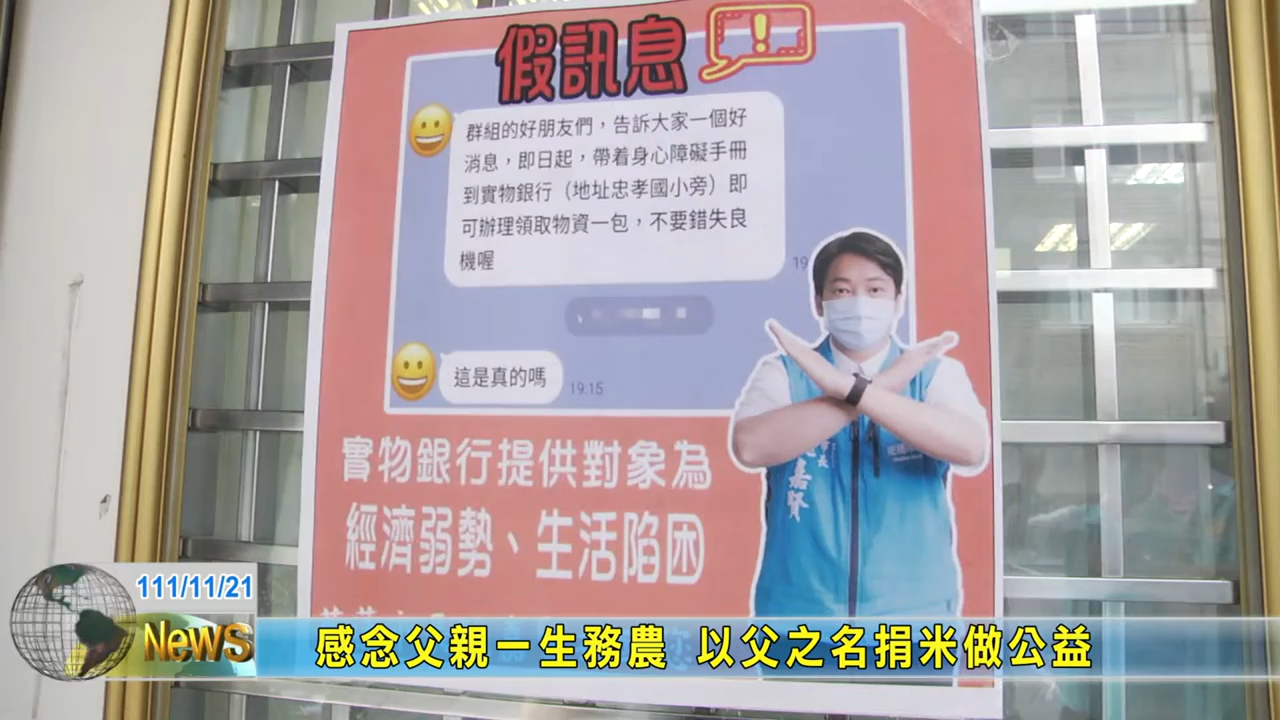 假訊息
群組的好朋友們，告訴大家一個好
消息，即日起，帶着身心障礙手冊
到實物銀行（地址忠孝國小旁）即
可辦理領取物資一包，不要錯失良
機喔
19
這是真的嗎
19:15
實物銀行提供對象為
經濟弱勢、生活陷困
長
嘉賢
111/11/21
News
感念父親一生務農 以父之名捐米做公益